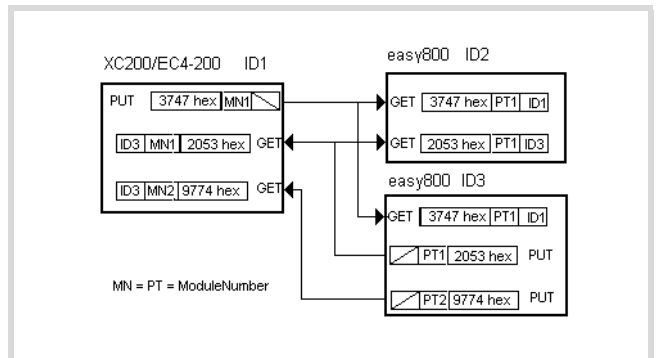 XC200/EC4-200 ID1
PUT 3747 hex MN1
ID3 MN1 2053 hex GET
ID3 MN2 9774 hex GET
MN = PT = ModuleNumber
easy800 ID2
GET 3747 hex PT1 ID1
GET 2053 hex PT1 ID3
easy800 ID3
GET 3747 hex PT1 ID1
PT1 2053 hex PUT
PT2 9774 hex PUT